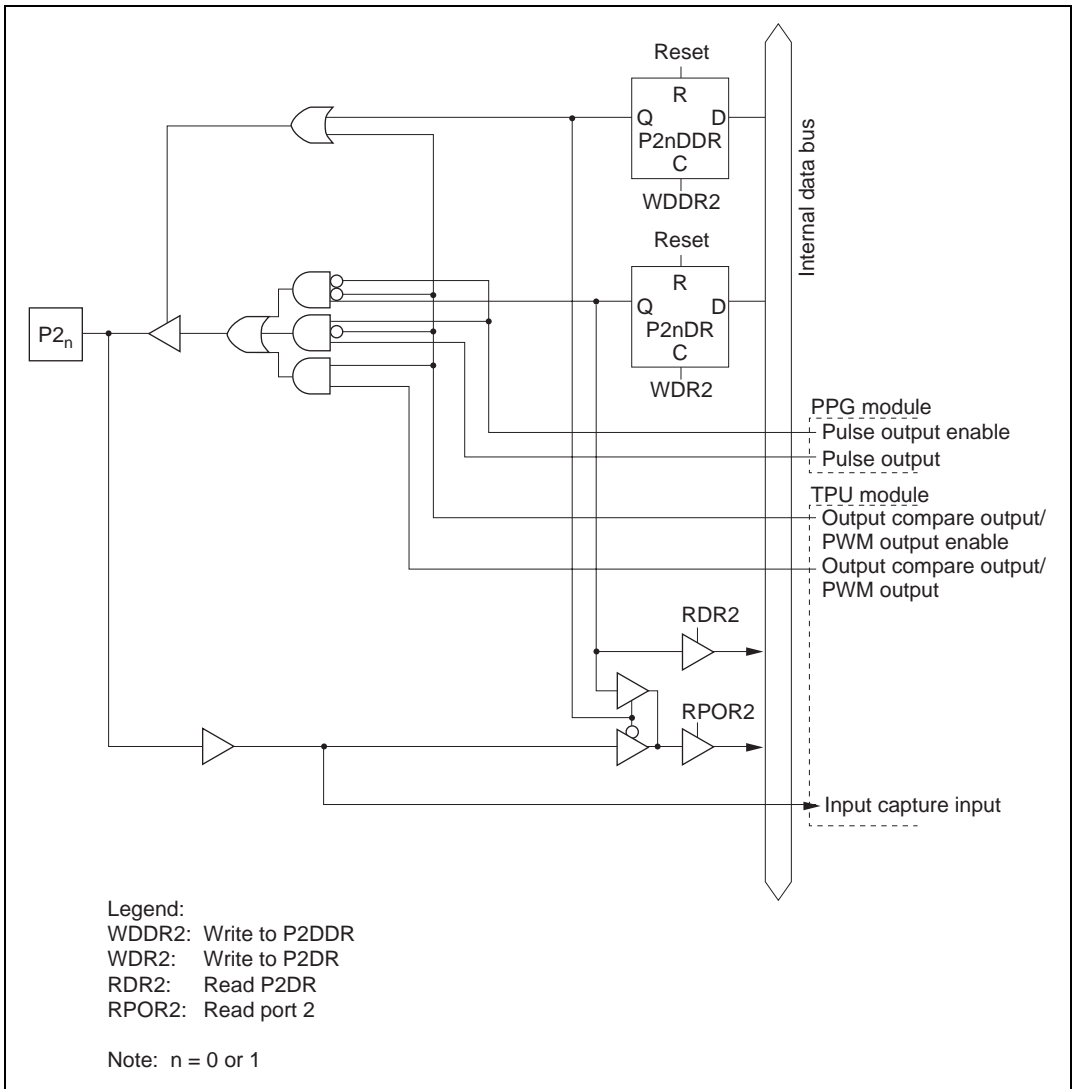 Reset
R
Q D
P2nDDR
C
WDDR2
Internal data bus
Reset
R
Q D
P2nDR
C
WDR2
P2n
PPG module
Pulse output enable
Pulse output
TPU module
Output compare output/
PWM output enable
Output compare output/
PWM output
RDR2
RPOR2
Input capture input
Legend:
WDDR2: Write to P2DDR
WDR2: Write to P2DR
RDR2: Read P2DR
RPOR2: Read port 2
Note: n = 0 or 1